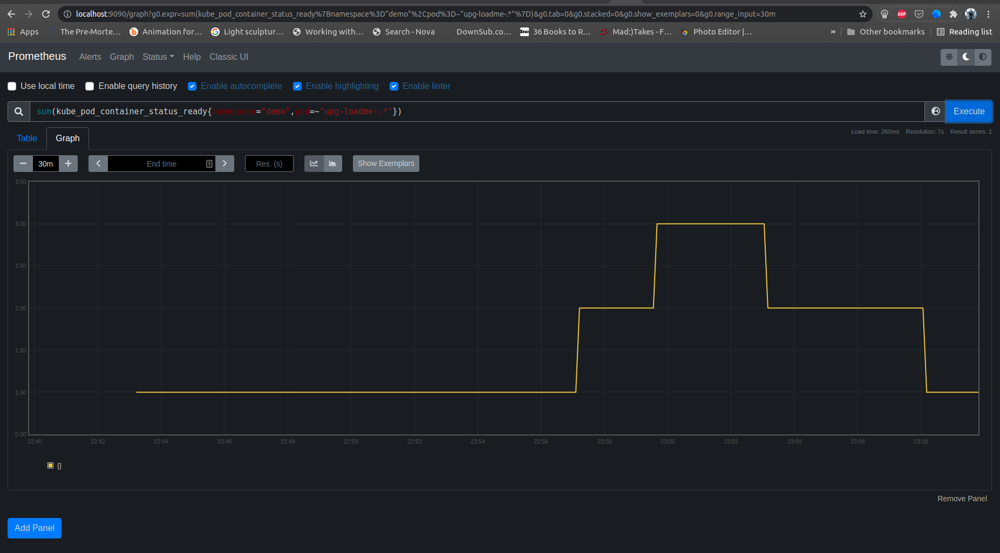 localhost:9090/graph?g0.expr=sum(kube_pod_container_status_ready%7Bnamespace%3D"demo"%2Cpod%3D~"upg-loadme-.*"%7D)&g0.tab=0&g0.stacked=0&g0.show_exemplars=0&g0.range_input=30m ABP
Apps The Pre-Morte... Animation for... Light sculptur... Working with... Search - Nova DownSub.co... Inc 36 Books to R... Mad:)Takes - F... Photo Editor |... » Other bookmarks Reading list
Prometheus Alerts Graph Status Help Classic UI
Use local time Enable query history Enable autocomplete Enable highlighting Enable linter
sum(kube_pod_container_status_ready{namespace="demo",pod=~"upg-loadme-.*"}) Execute
Table Graph Load time: 260ms Resolution: 7s Result series: 1
30m End time Res. (s) Show Exemplars
3.50
3.00
2.50
2.00
1.50
1.00
0.50
22:40 22:42 22:44 22:46 22:48 22:50 22:52 22:54 22:56 22:58 23:00 23:02 23:04 23:06 23:08
{}
Remove Panel
Add Panel